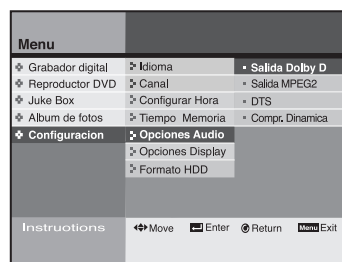 Menu
Grabador digital
Reproductor DVD
Juke Box
Album de fotos
Configuracion
Idioma
Canal
Configurar Hora
Tiempo Memoria
Opciones Audio
Opciones Display
Formato HDD
Salida Dolby D
Salida MPEG2
DTS
Compr. Dinamica
Instruotions
Move
Enter
Return
Menu Exit